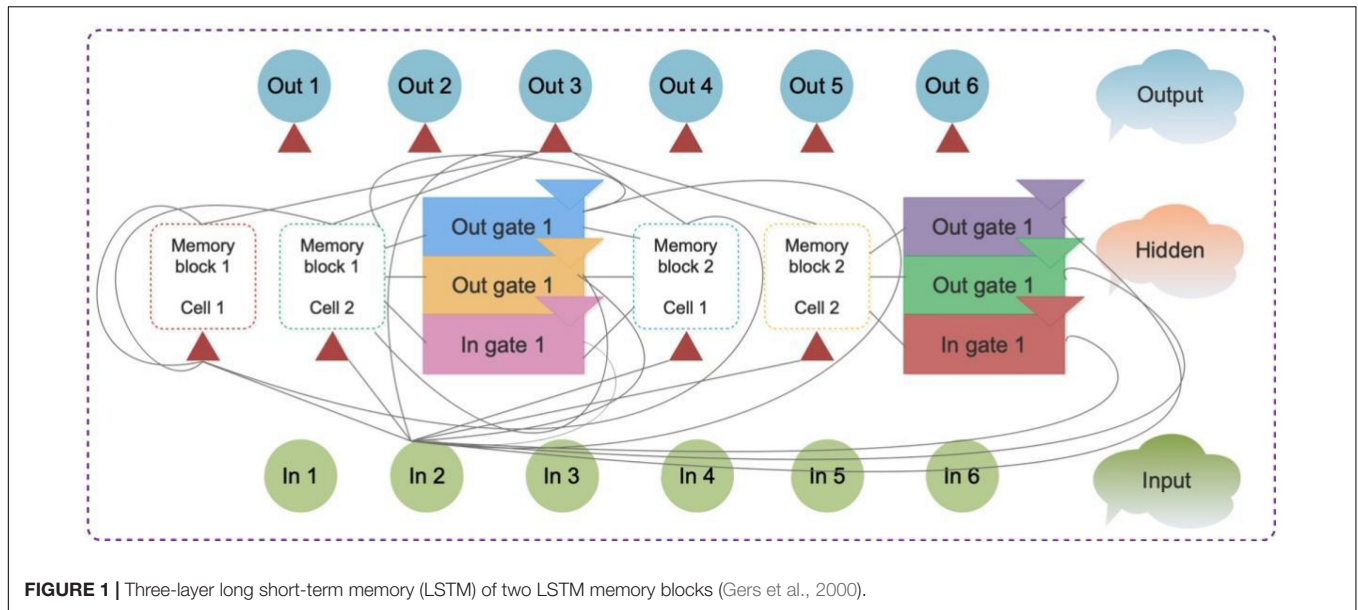 Out 1 Out 2 Out 3 Out 4 Out 5 Out 6 Output
Memory block 1 Cell 1
Memory block 1 Cell 2
Out gate 1
Out gate 1
In gate 1
Memory block 2 Cell 1
Memory block 2 Cell 2
Out gate 1
Out gate 1
In gate 1
Hidden
In 1 In 2 In 3 In 4 In 5 In 6 Input
FIGURE 1 | Three-layer long short-term memory (LSTM) of two LSTM memory blocks (Gers et al., 2000).